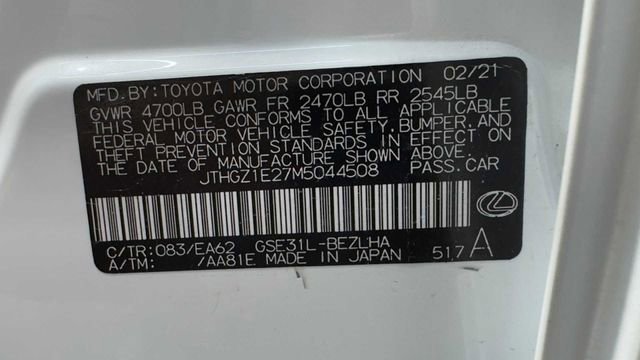 MFD.BY:TOYOTA MOTOR CORPORATION 02/21
GVWR 4700LB GAWR FR 2470LB RR 2545LB
THIS VEHICLE CONFORMS TO ALL APPLICABLE
FEDERAL MOTOR VEHICLE SAFETY, BUMPER, AND
THEFT PREVENTION STANDARDS IN EFFECT ON
THE DATE OF MANUFACTURE SHOWN ABOVE.
JTHGZ1E27M5044508 PASS.CAR
C/TR:083/EA62 GSE31L-BEZLHA
A/TM: /AA81E MADE IN JAPAN 517 A